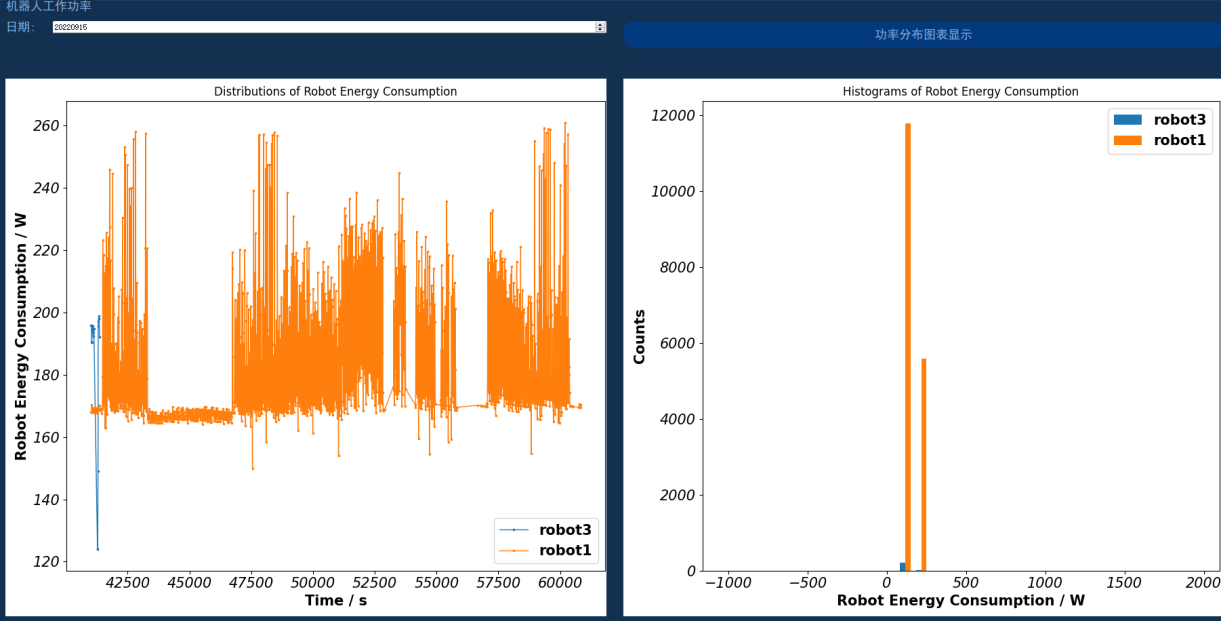 机器人工作功率
日期:
20220915
功率分布图表显示
Distributions of Robot Energy Consumption
Robot Energy Consumption / W
260
240
220
200
180
160
140
120
42500 45000 47500 50000 52500 55000 57500 60000
Time / s
robot3
robot1
Histograms of Robot Energy Consumption
Counts
12000
10000
8000
6000
4000
2000
0
−1000 −500 0 500 1000 1500 2000
Robot Energy Consumption / W
robot3
robot1